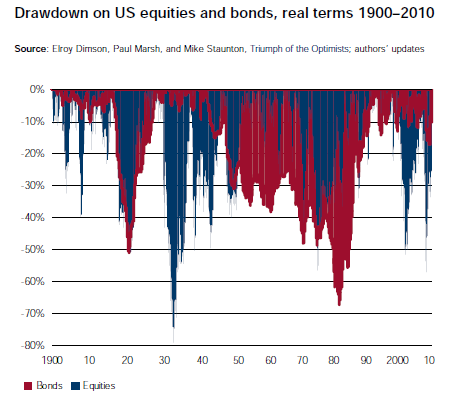 Drawdown on US equities and bonds, real terms 1900–2010
Source: Elroy Dimson, Paul Marsh, and Mike Staunton, Triumph of the Optimists; authors' updates
0%
-10%
-20%
-30%
-40%
-50%
-60%
-70%
-80%
1900 10 20 30 40 50 60 70 80 90 2000 10
Bonds Equities